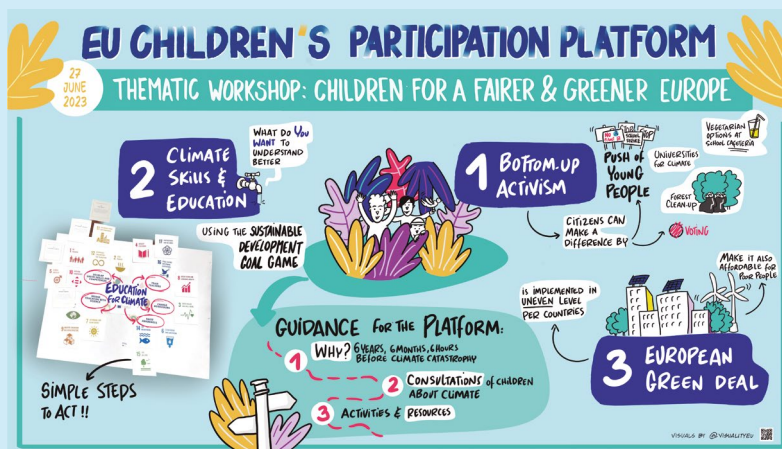 EU CHILDREN'S PARTICIPATION PLATFORM
27
JUNE
2023
THEMATIC WORKSHOP: CHILDREN FOR A FAIRER & GREENER EUROPE
2
CLIMATE
SKILLS &
EDUCATION
WHAT DO YOU
WANT TO
UNDERSTAND
BETTER
USING THE SUSTAINABLE
DEVELOPMENT
GOAL GAME
EDUCATION
FOR CLIMATE
SIMPLE STEPS
TO ACT !!
1
BOTTOM-UP
ACTIVISM
PUSH OF
YOUNG
PEOPLE
CITIZENS CAN
MAKE A
DIFFERENCE BY
VOTING
UNIVERSITIES
FOR CLIMATE
VEGETARIAN
OPTIONS AT
SCHOOL CAFETERIA
FOREST
CLEAN-UP
GUIDANCE FOR THE PLATFORM:
1
WHY? 6 YEARS, 6 MONTHS, 6 HOURS
BEFORE CLIMATE CATASTROPHY
2
CONSULTATIONS OF CHILDREN
ABOUT CLIMATE
3
ACTIVITIES & RESOURCES
IS IMPLEMENTED IN
UNEVEN LEVEL
PER COUNTRIES
MAKE IT ALSO
AFFORDABLE FOR
POOR PEOPLE
3
EUROPEAN
GREEN DEAL
VISUALS BY @VISUALITYEU